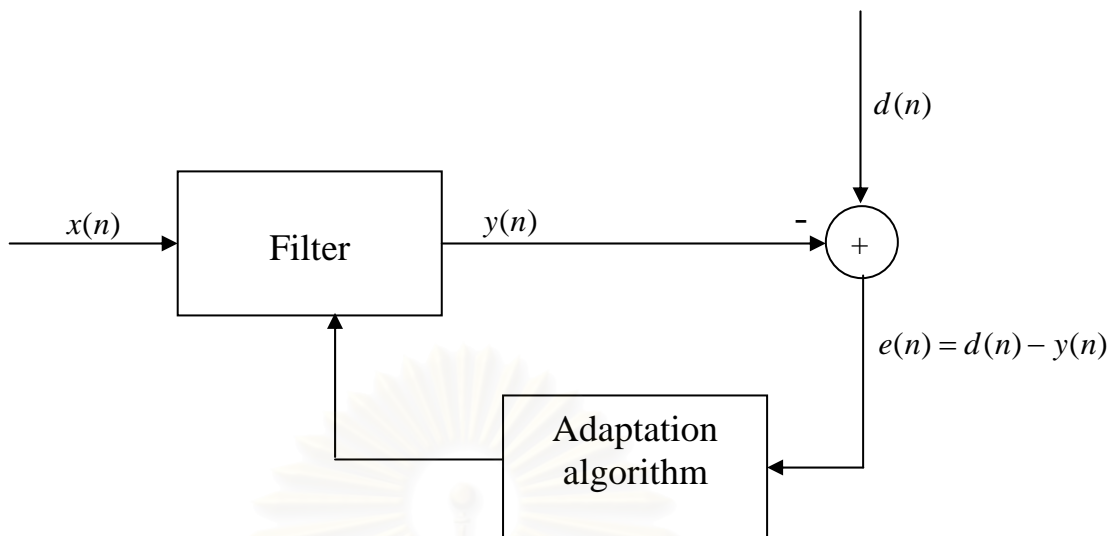 d(n)
x(n)
y(n)
-
Filter
+
e(n) = d(n) − y(n)
Adaptation
algorithm